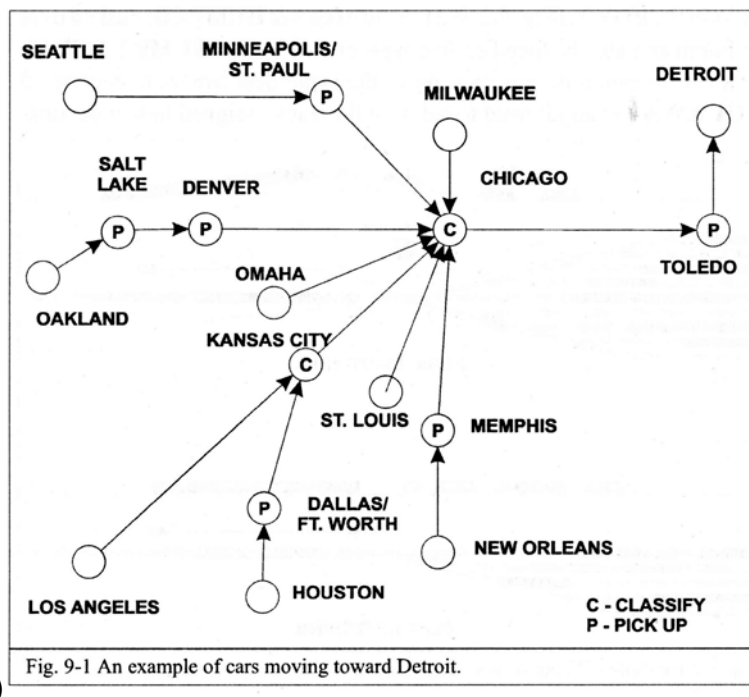 SEATTLE
MINNEAPOLIS/
ST. PAUL
P
MILWAUKEE
DETROIT
SALT
LAKE
P
DENVER
P
CHICAGO
C
P
TOLEDO
OAKLAND
OMAHA
KANSAS CITY
C
ST. LOUIS
P
MEMPHIS
P
DALLAS/
FT. WORTH
NEW ORLEANS
LOS ANGELES
HOUSTON
C - CLASSIFY
P - PICK UP
Fig. 9-1 An example of cars moving toward Detroit.